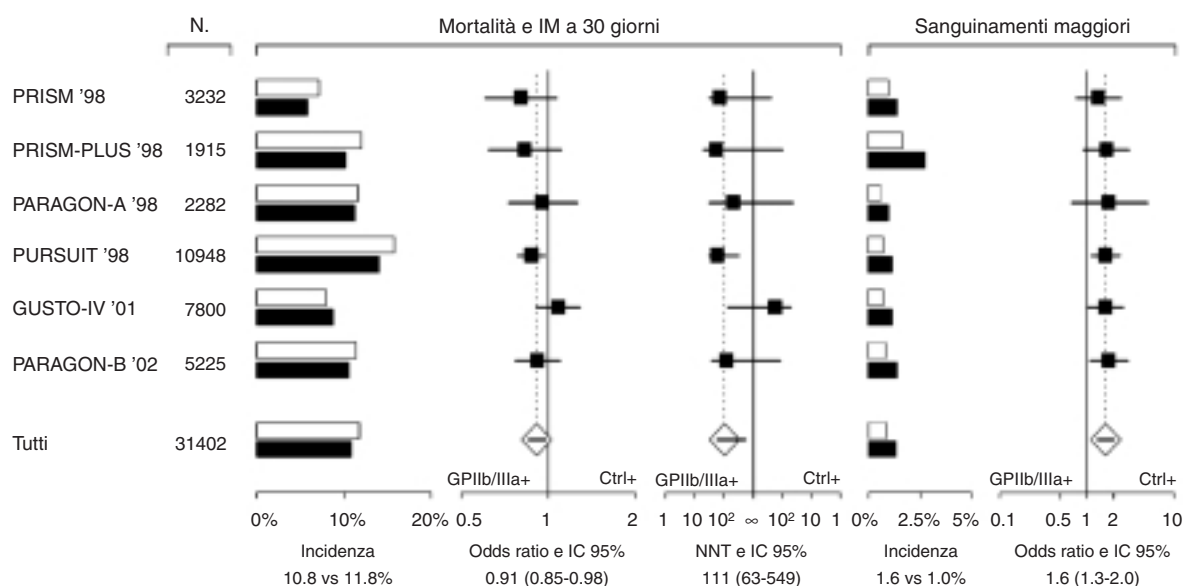 N.
Mortalità e IM a 30 giorni
Sanguinamenti maggiori
PRISM '98 3232
PRISM-PLUS '98 1915
PARAGON-A '98 2282
PURSUIT '98 10948
GUSTO-IV '01 7800
PARAGON-B '02 5225
Tutti 31402
GPIIb/IIIa+ Ctrl+ GPIIb/IIIa+ Ctrl+ GPIIb/IIIa+ Ctrl+
0% 10% 20% 0.5 1 2 1 10 10² ∞ 10² 10 1 0% 2.5% 5% 0.1 0.5 1 2 10
Incidenza Odds ratio e IC 95% NNT e IC 95% Incidenza Odds ratio e IC 95%
10.8 vs 11.8% 0.91 (0.85-0.98) 111 (63-549) 1.6 vs 1.0% 1.6 (1.3-2.0)